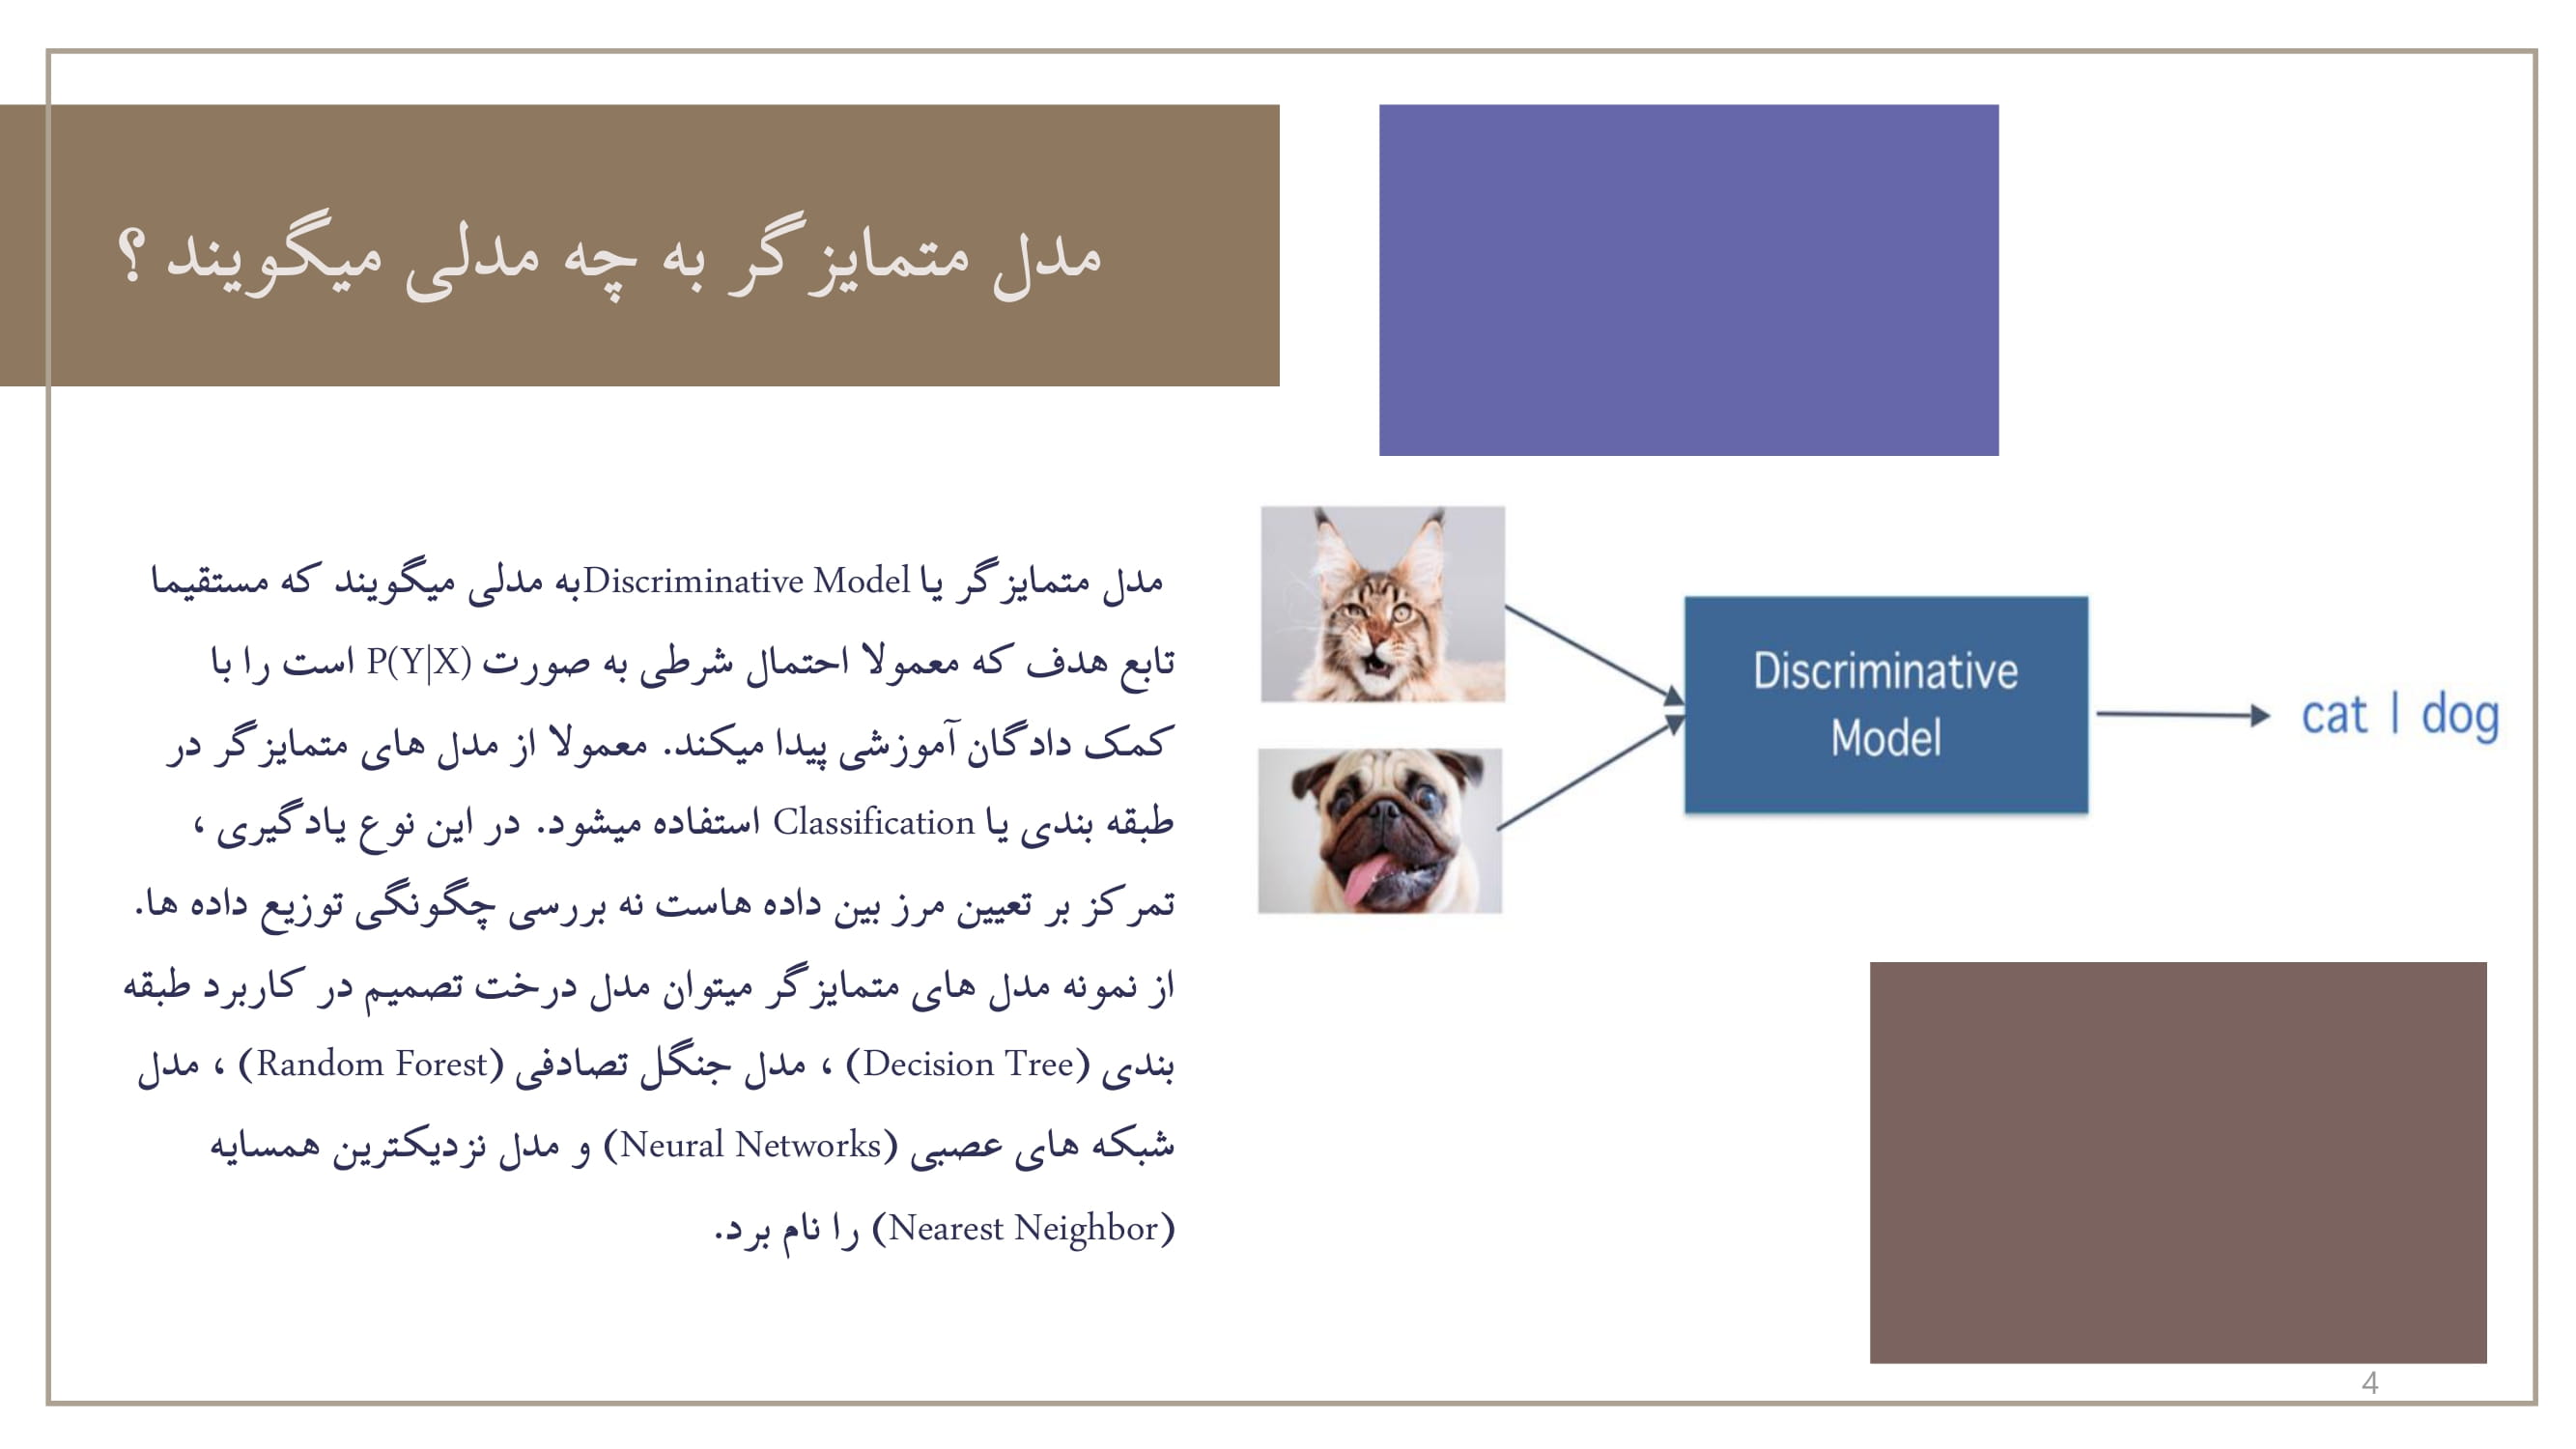 مدل متمایزگر به چه مدلی میگویند ؟
مدل متمایزگر یا Discriminative Modelبه مدلی میگویند که مستقیما
تابع هدف که معمولا احتمال شرطی به صورت P(Y|X) است را با
کمک دادگان آموزشی پیدا میکند. معمولا از مدل های متمایزگر در
طبقه بندی یا Classification استفاده میشود. در این نوع یادگیری ،
تمرکز بر تعیین مرز بین داده هاست نه بررسی چگونگی توزیع داده ها.
از نمونه مدل های متمایزگر میتوان مدل درخت تصمیم در کاربرد طبقه
بندی (Decision Tree) ، مدل جنگل تصادفی (Random Forest) ، مدل
شبکه های عصبی (Neural Networks) و مدل نزدیکترین همسایه
(Nearest Neighbor) را نام برد.
Discriminative
Model
cat | dog
4